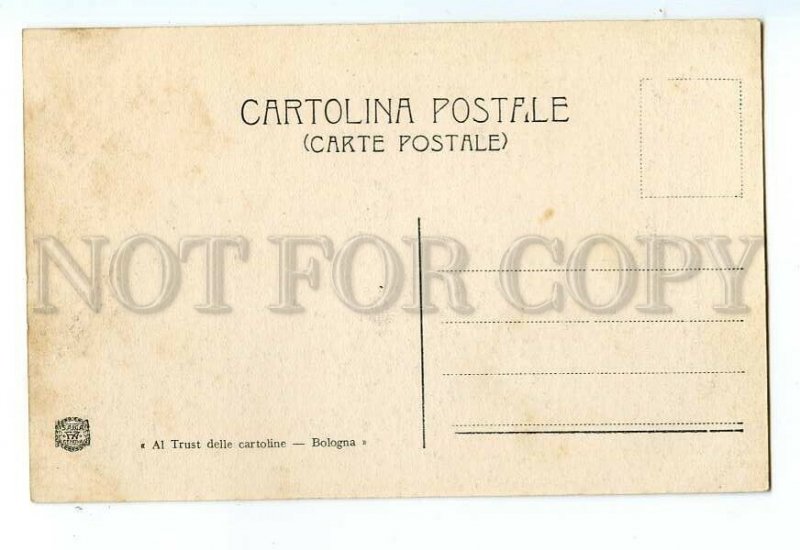 CARTOLINA POSTALE
(CARTE POSTALE)
NOT FOR COPY
« Al Trust delle cartoline — Bologna »